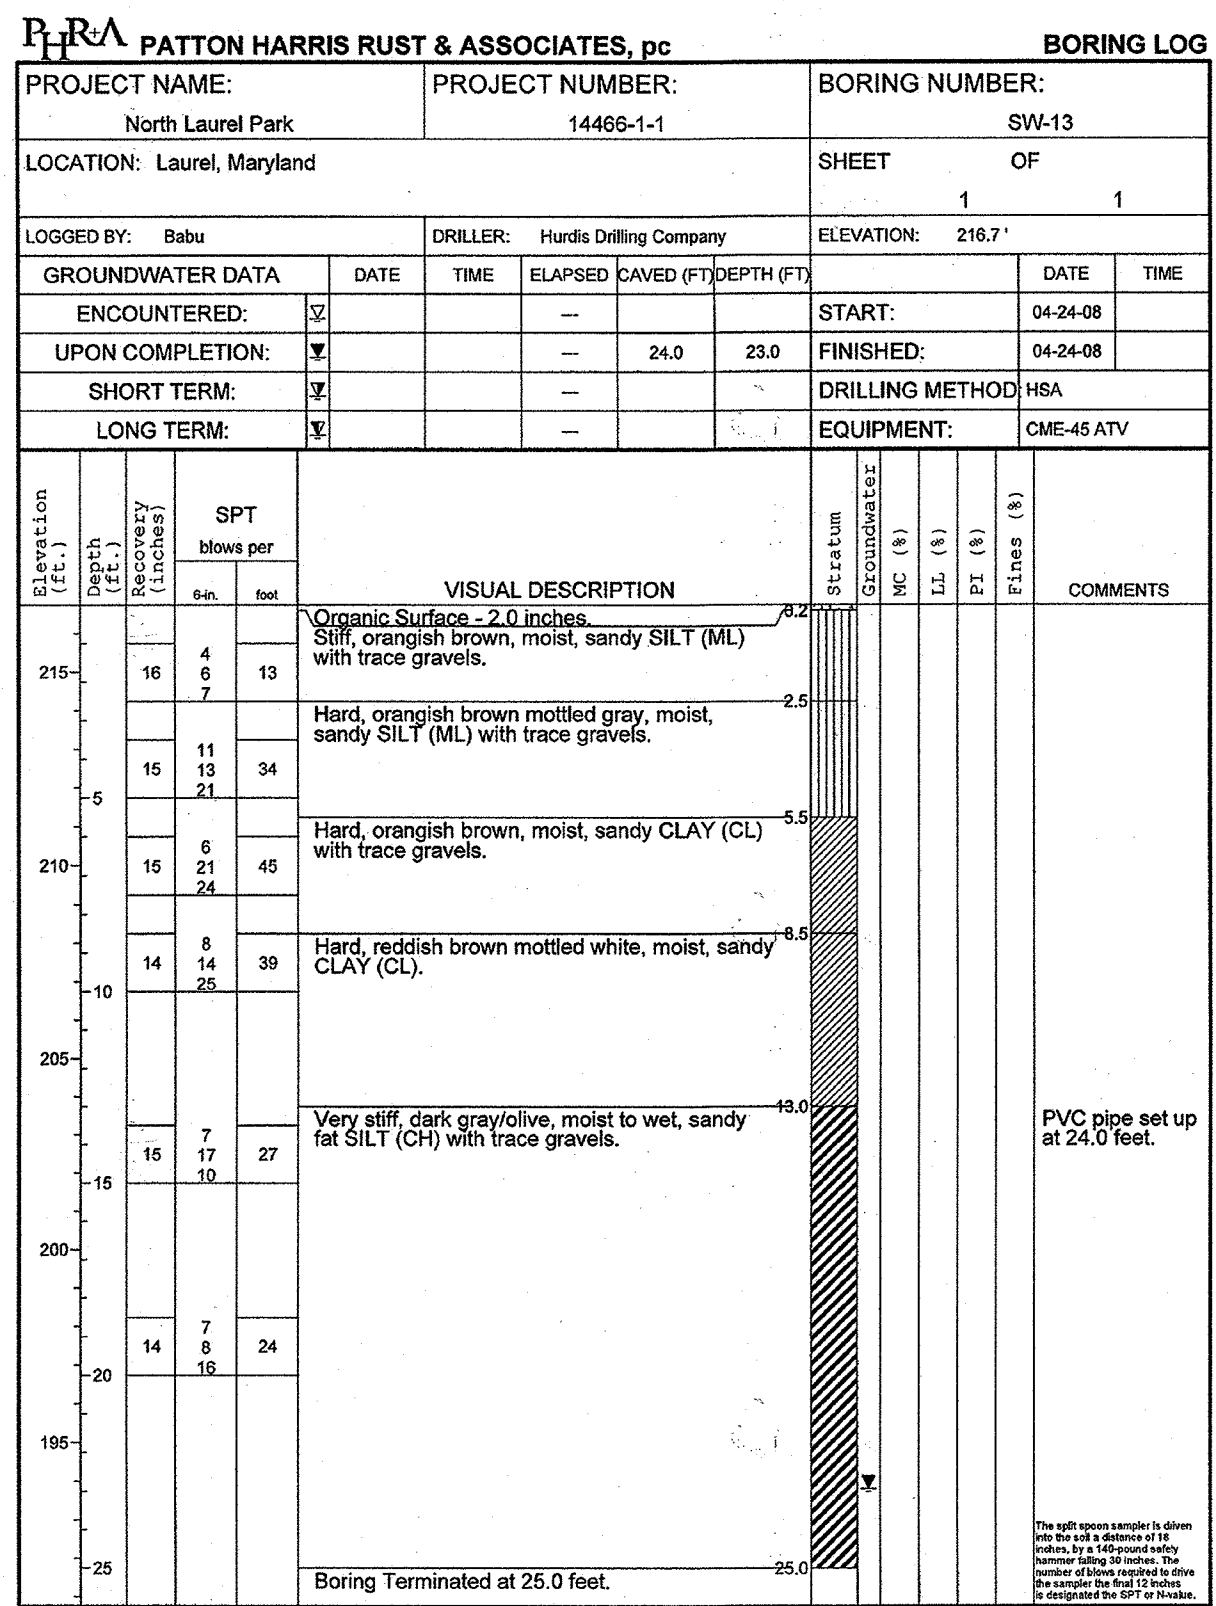 PHR+A PATTON HARRIS RUST & ASSOCIATES, pc BORING LOG
PROJECT NAME: PROJECT NUMBER: BORING NUMBER:
North Laurel Park 14466-1-1 SW-13
LOCATION: Laurel, Maryland SHEET OF
1 1
LOGGED BY: Babu DRILLER: Hurdis Drilling Company ELEVATION: 216.7 '
GROUNDWATER DATA DATE TIME ELAPSED CAVED (FT) DEPTH (FT) DATE TIME
ENCOUNTERED: — START: 04-24-08
UPON COMPLETION: — 24.0 23.0 FINISHED: 04-24-08
SHORT TERM: — DRILLING METHOD HSA
LONG TERM: — EQUIPMENT: CME-45 ATV
Elevation (ft.)
Depth (ft.)
Recovery (inches)
SPT
blows per
6-in. foot
VISUAL DESCRIPTION
Stratum
Groundwater
MC (%)
LL (%)
PI (%)
Fines (%)
COMMENTS
Organic Surface - 2.0 inches. 0.2
Stiff, orangish brown, moist, sandy SILT (ML)
with trace gravels.
4
215 16 6 13
7
2.5
Hard, orangish brown mottled gray, moist,
sandy SILT (ML) with trace gravels.
11
15 13 34
21
5
5.5
Hard, orangish brown, moist, sandy CLAY (CL)
with trace gravels.
6
210 15 21 45
24
8.5
Hard, reddish brown mottled white, moist, sandy
CLAY (CL).
8
14 14 39
25
10
205
13.0
Very stiff, dark gray/olive, moist to wet, sandy
fat SILT (CH) with trace gravels.
PVC pipe set up
at 24.0 feet.
7
15 17 27
10
15
200
7
14 8 24
16
20
195
25 25.0
Boring Terminated at 25.0 feet.
The split spoon sampler is driven
into the soil a distance of 18
inches, by a 140-pound safety
hammer falling 30 inches. The
number of blows required to drive
the sampler the final 12 inches
is designated the SPT or N-value.